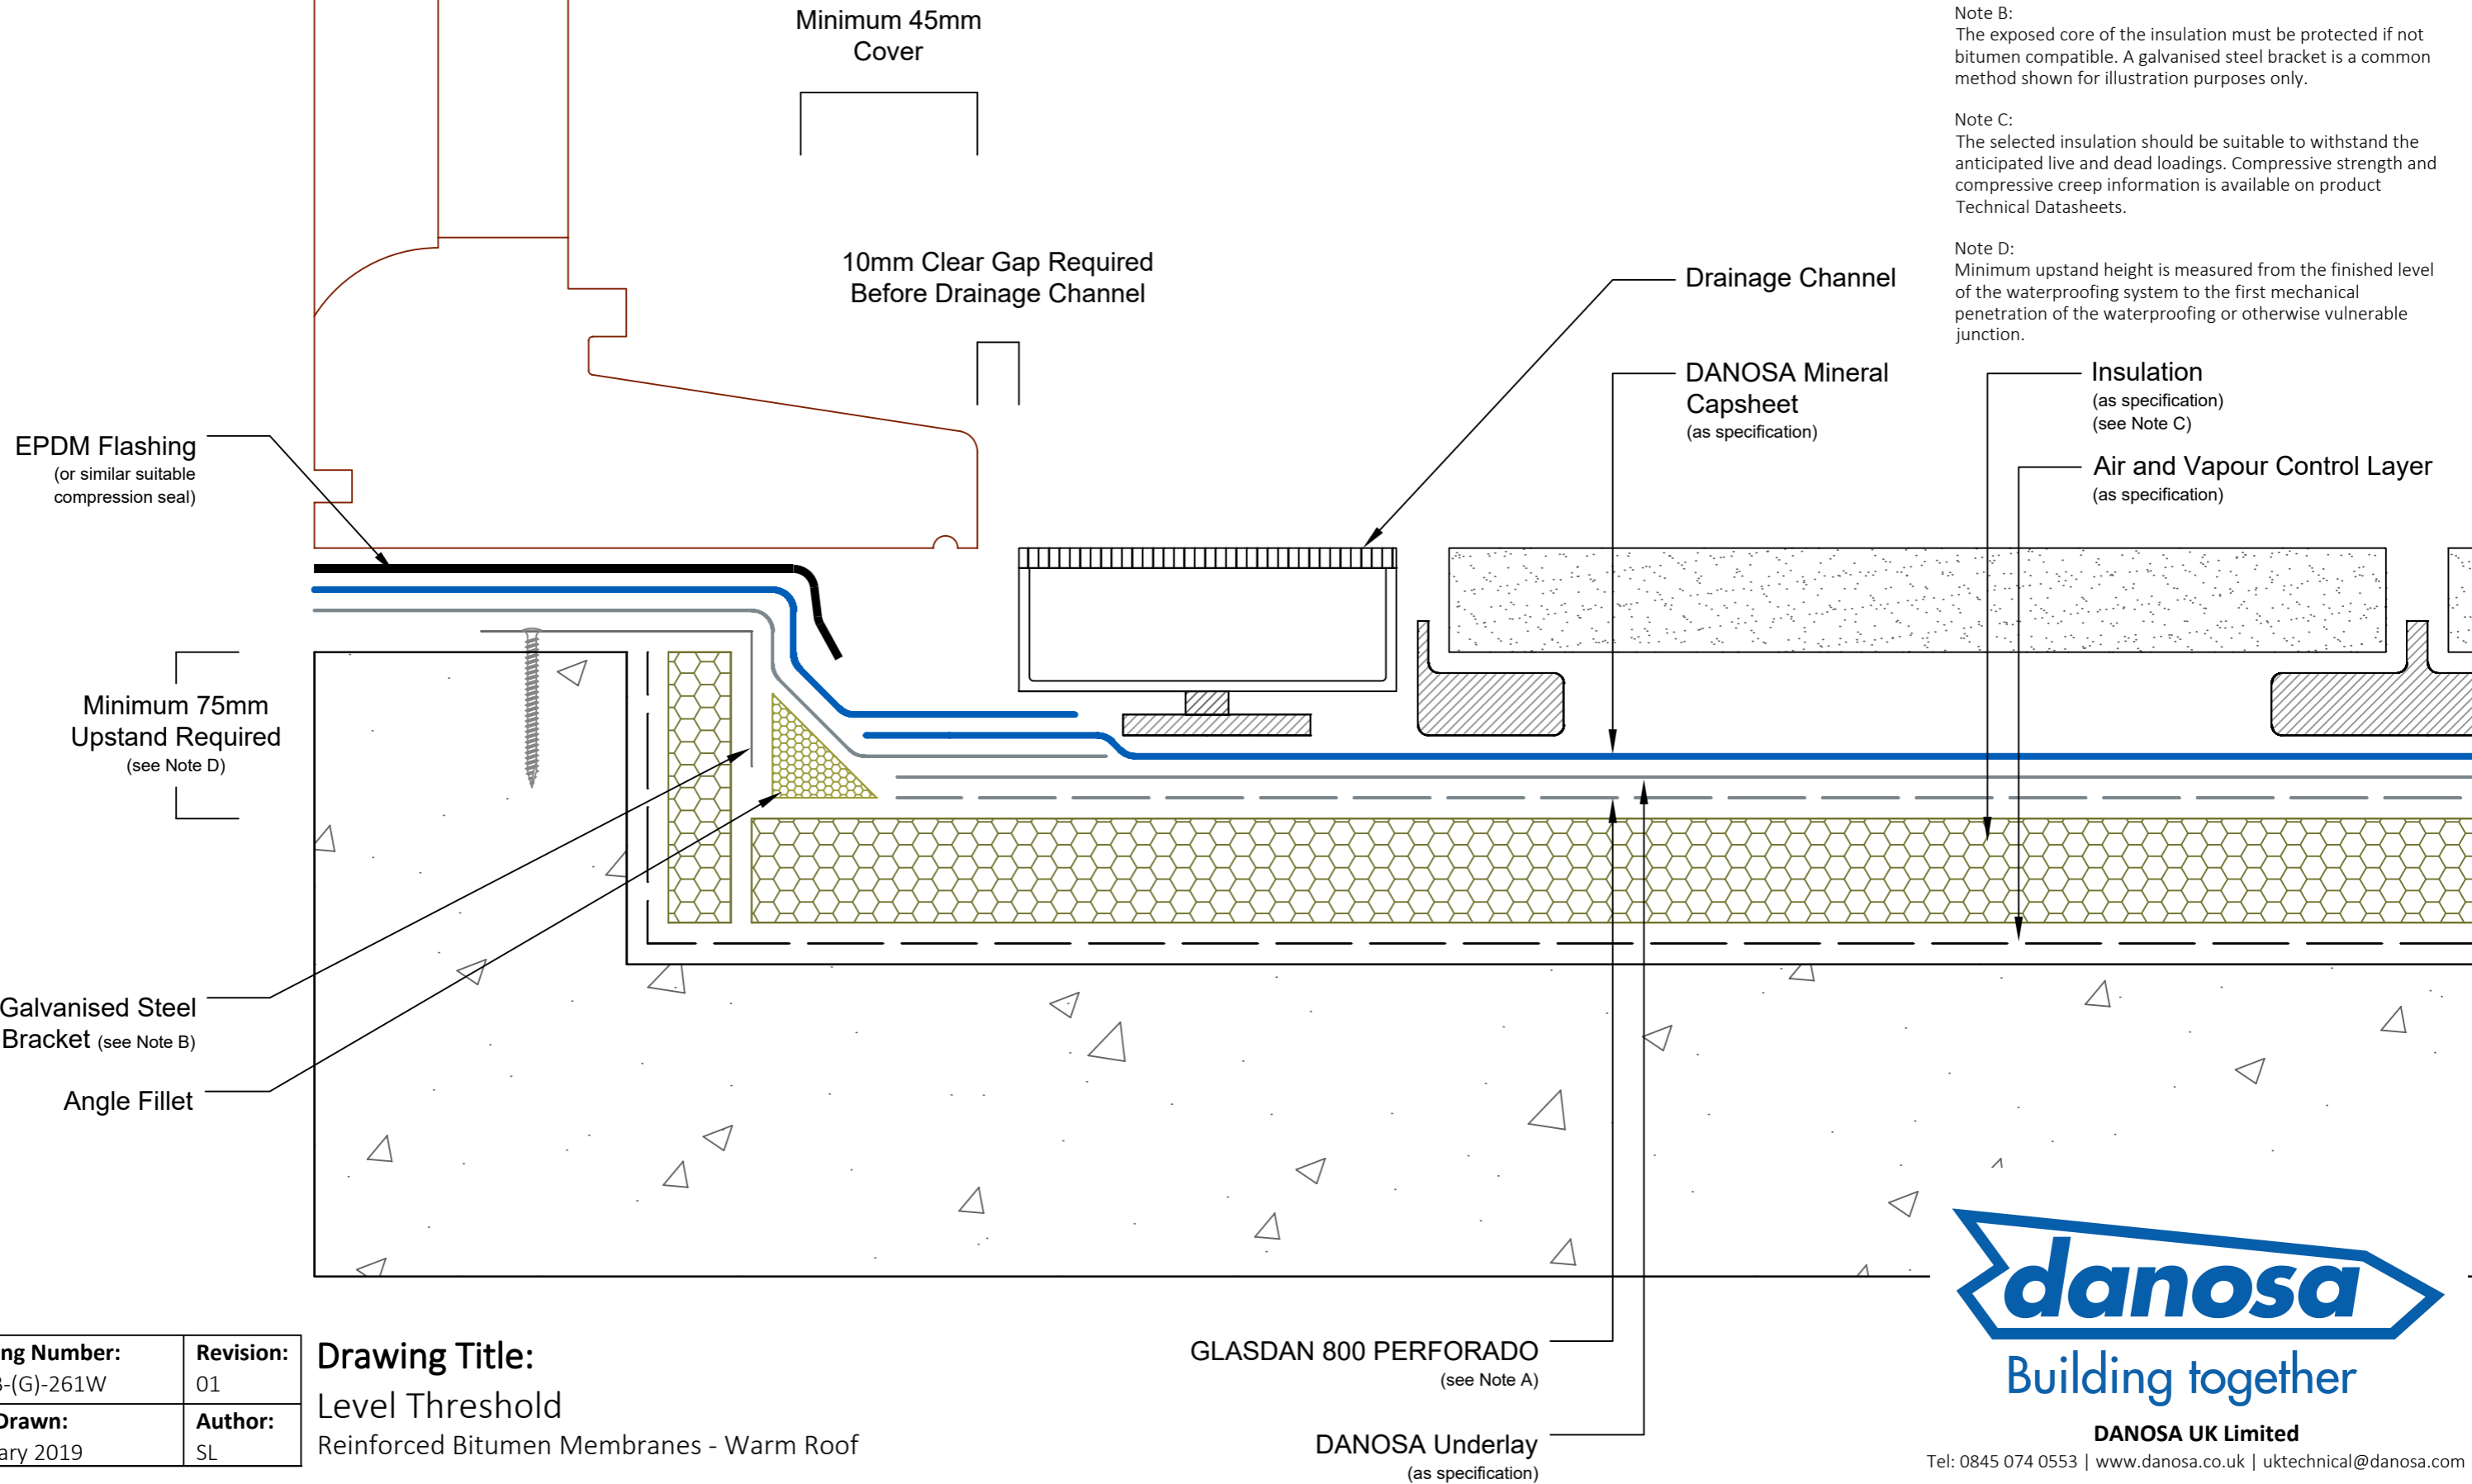 Minimum 45mm
Cover
10mm Clear Gap Required
Before Drainage Channel
Note B:
The exposed core of the insulation must be protected if not
bitumen compatible. A galvanised steel bracket is a common
method shown for illustration purposes only.
Note C:
The selected insulation should be suitable to withstand the
anticipated live and dead loadings. Compressive strength and
compressive creep information is available on product
Technical Datasheets.
Note D:
Minimum upstand height is measured from the finished level
of the waterproofing system to the first mechanical
penetration of the waterproofing or otherwise vulnerable
junction.
Drainage Channel
DANOSA Mineral
Capsheet
(as specification)
Insulation
(as specification)
(see Note C)
Air and Vapour Control Layer
(as specification)
EPDM Flashing
(or similar suitable
compression seal)
Minimum 75mm
Upstand Required
(see Note D)
Galvanised Steel
Bracket (see Note B)
Angle Fillet
GLASDAN 800 PERFORADO
(see Note A)
DANOSA Underlay
(as specification)
ng Number:
-(G)-261W
Revision:
01
Drawn:
ary 2019
Author:
SL
Drawing Title:
Level Threshold
Reinforced Bitumen Membranes - Warm Roof
danosa
Building together
DANOSA UK Limited
Tel: 0845 074 0553 | www.danosa.co.uk | uktechnical@danosa.com